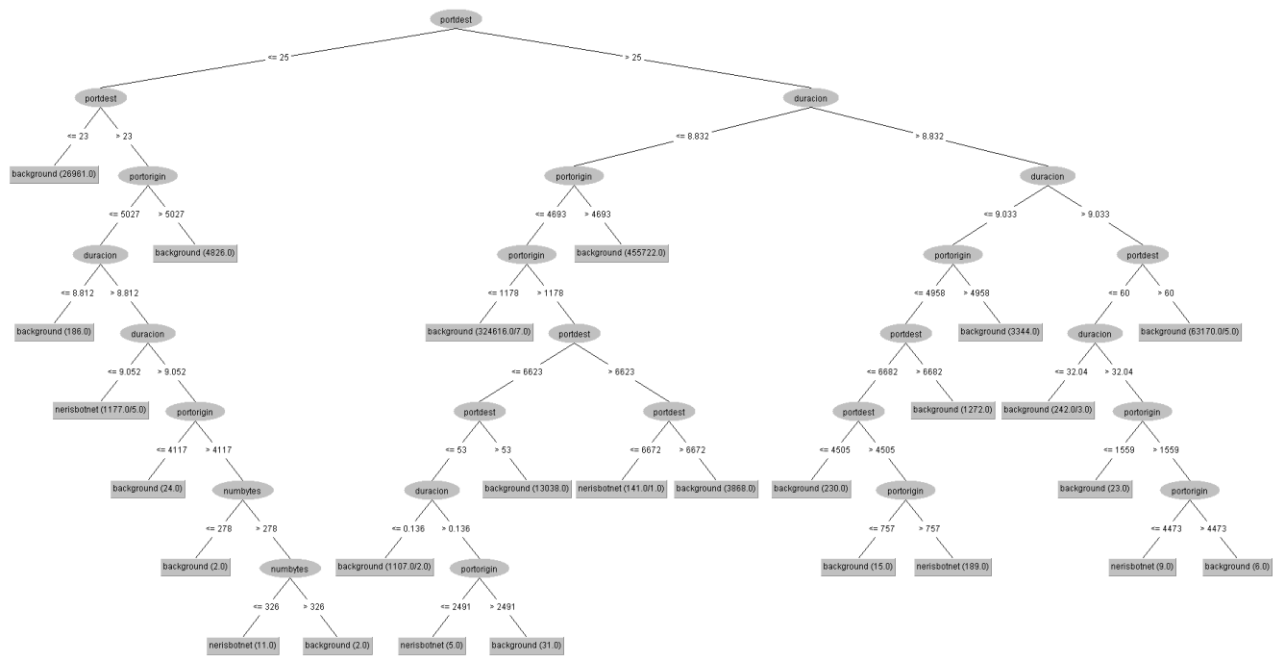 portdest
<= 25 > 25
portdest duracion
<= 23 > 23 <= 8.832 > 8.832
background (26961.0) portorigin portorigin duracion
<= 5027 > 5027 <= 4693 > 4693 <= 9.033 > 9.033
duracion background (4826.0) portorigin background (455722.0) portorigin portdest
<= 8.812 > 8.812 <= 1178 > 1178 <= 4958 > 4958 <= 60 > 60
background (186.0) duracion background (324616.0/7.0) portdest portdest background (3344.0) duracion background (63170.0/5.0)
<= 9.052 > 9.052 <= 6623 > 6623 <= 6682 > 6682 <= 32.04 > 32.04
nerisbotnet (1177.0/5.0) portorigin portdest portdest portdest background (1272.0) background (242.0/3.0) portorigin
<= 4117 > 4117 <= 53 > 53 <= 6672 > 6672 <= 4505 > 4505 <= 1559 > 1559
background (24.0) numbytes duracion background (13038.0) nerisbotnet (141.0/1.0) background (3868.0) background (230.0) portorigin background (23.0) portorigin
<= 278 > 278 <= 0.136 > 0.136 <= 757 > 757 <= 4473 > 4473
background (2.0) numbytes background (1107.0/2.0) portorigin background (15.0) nerisbotnet (189.0) nerisbotnet (9.0) background (6.0)
<= 326 > 326 <= 2491 > 2491
nerisbotnet (11.0) background (2.0) nerisbotnet (5.0) background (31.0)